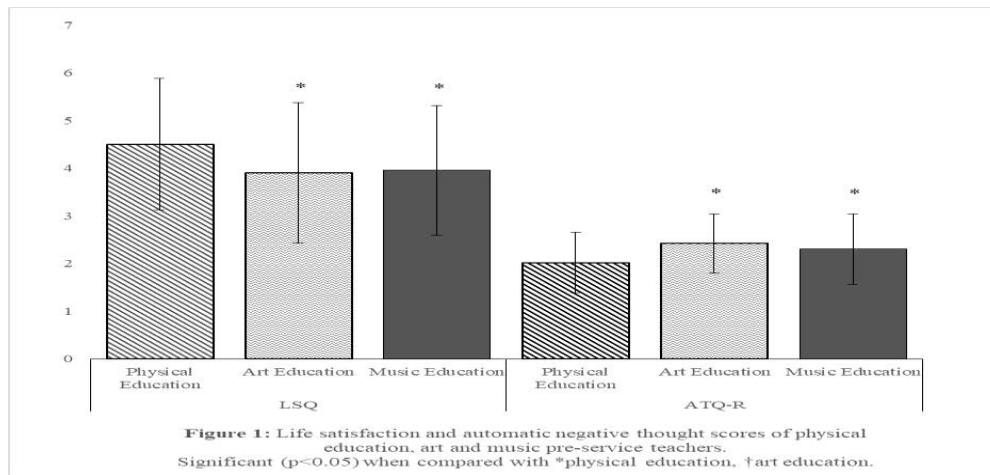 7
6
5
4
3
2
1
0
* *
* *
Physical Education Art Education Music Education Physical Education Art Education Music Education
LSQ ATQ-R
Figure 1: Life satisfaction and automatic negative thought scores of physical
education, art and music pre-service teachers.
Significant (p<0.05) when compared with *physical education, †art education.